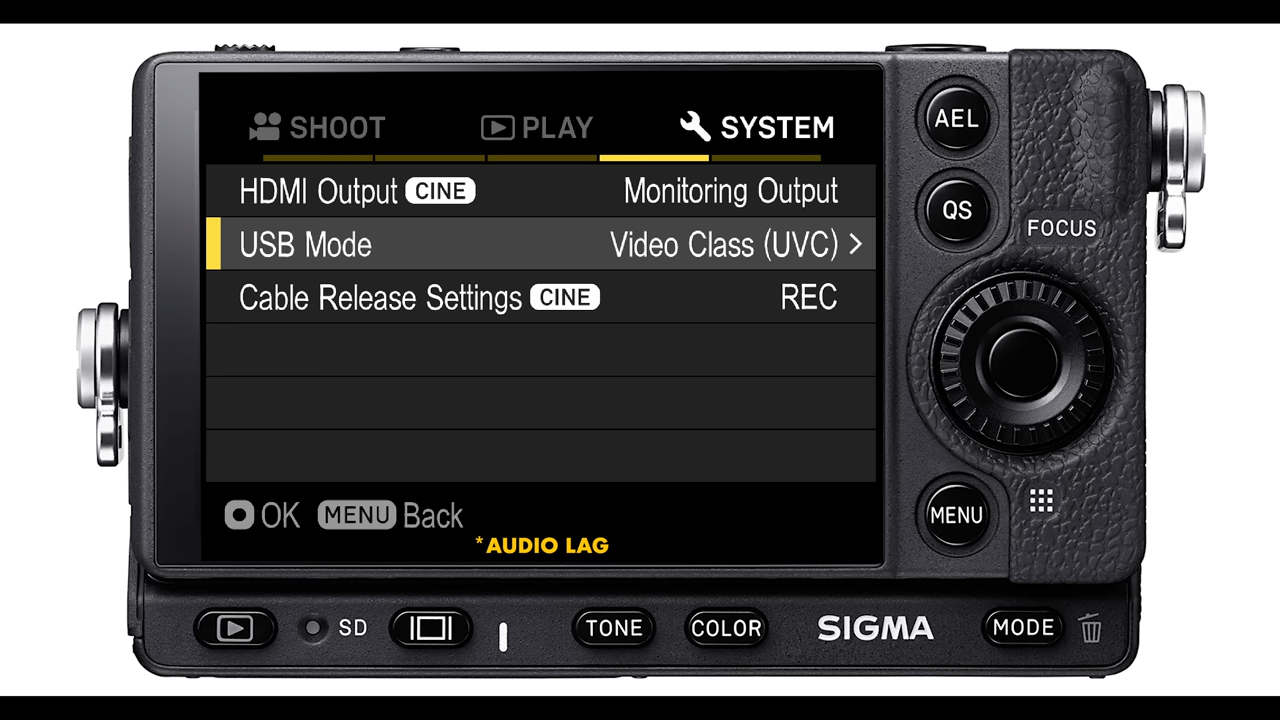 SHOOT PLAY SYSTEM
HDMI Output CINE Monitoring Output
USB Mode Video Class (UVC) >
Cable Release Settings CINE REC
OK MENU Back
*AUDIO LAG
AEL
QS
FOCUS
MENU
SD TONE COLOR SIGMA MODE